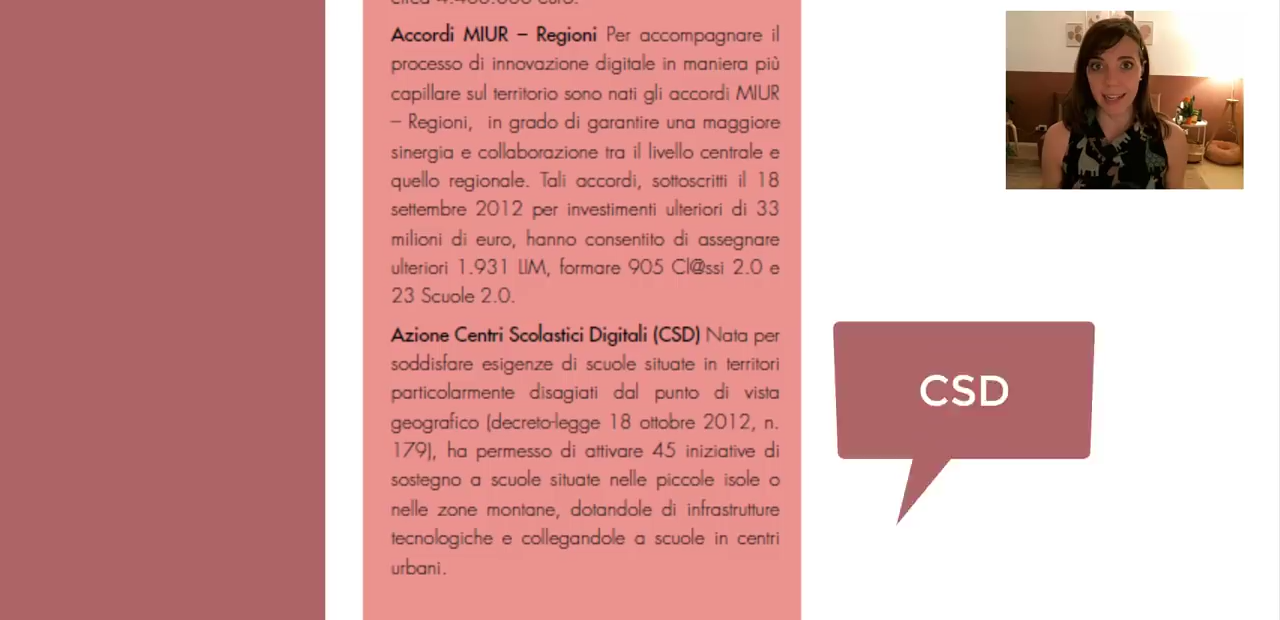 Accordi MIUR – Regioni Per accompagnare il
processo di innovazione digitale in maniera più
capillare sul territorio sono nati gli accordi MIUR
– Regioni, in grado di garantire una maggiore
sinergia e collaborazione tra il livello centrale e
quello regionale. Tali accordi, sottoscritti il 18
settembre 2012 per investimenti ulteriori di 33
milioni di euro, hanno consentito di assegnare
ulteriori 1.931 LIM, formare 905 Cl@ssi 2.0 e
23 Scuole 2.0.
Azione Centri Scolastici Digitali (CSD) Nata per
soddisfare esigenze di scuole situate in territori
particolarmente disagiati dal punto di vista
geografico (decreto-legge 18 ottobre 2012, n.
179), ha permesso di attivare 45 iniziative di
sostegno a scuole situate nelle piccole isole o
nelle zone montane, dotandole di infrastrutture
tecnologiche e collegandole a scuole in centri
urbani.
CSD